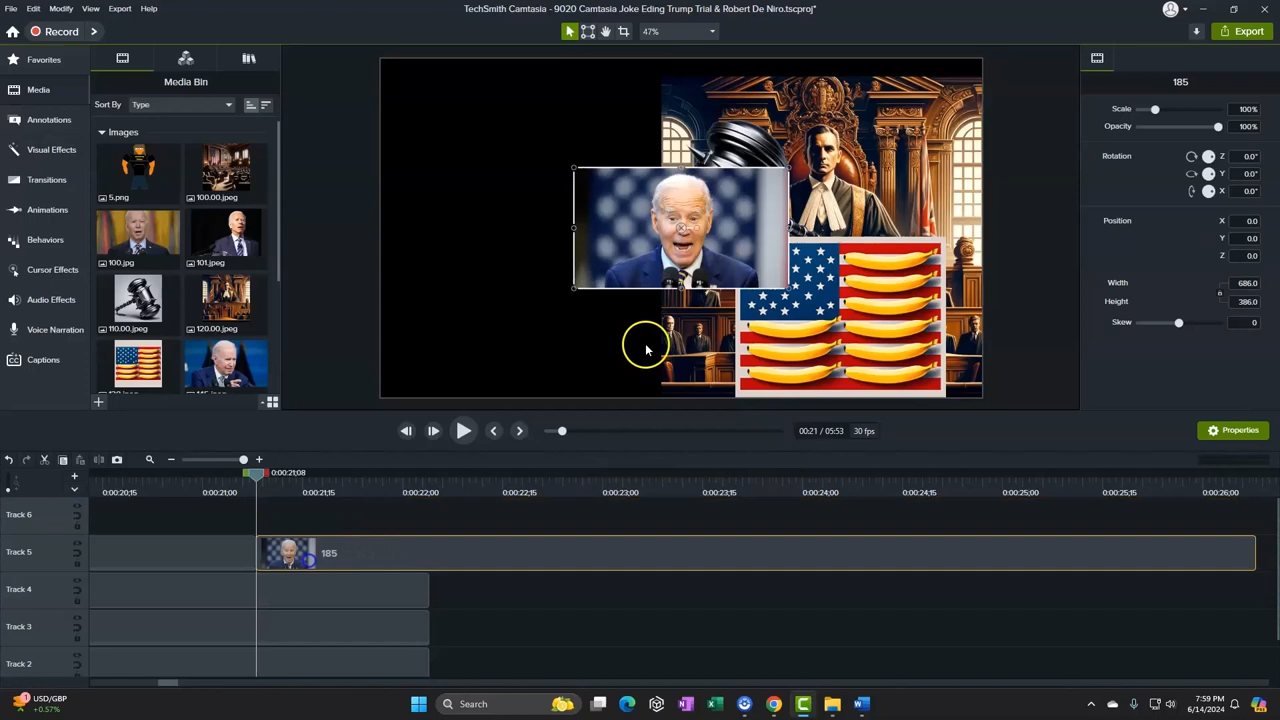 File Edit Modify View Export Help TechSmith Camtasia - 9020 Camtasia Joke Eding Trump Trial & Robert De Niro.tscproj*
Record 47% Export
Favorites
Media
Annotations
Visual Effects
Transitions
Animations
Behaviors
Cursor Effects
Audio Effects
Voice Narration
Captions
Media Bin
Sort By Type
Images
5.png 100.00.jpeg
100.jpg 101.jpeg
110.00.jpeg 120.00.jpeg
185
Scale 100%
Opacity 100%
Rotation Z 0.0°
Y 0.0°
X 0.0°
Position X 0.0
Y 0.0
Z 0.0
Width 686.0
Height 386.0
Skew 0
00:21 / 05:53 30 fps
Properties
0:00:21;08
0:00:20;15 0:00:21;00 0:00:21;15 0:00:22;00 0:00:22;15 0:00:23;00 0:00:23;15 0:00:24;00 0:00:24;15 0:00:25;00 0:00:25;15 0:00:26;00
Track 6
Track 5 185
Track 4
Track 3
Track 2
1 USD/GBP
+0.57%
Search
7:59 PM
6/14/2024